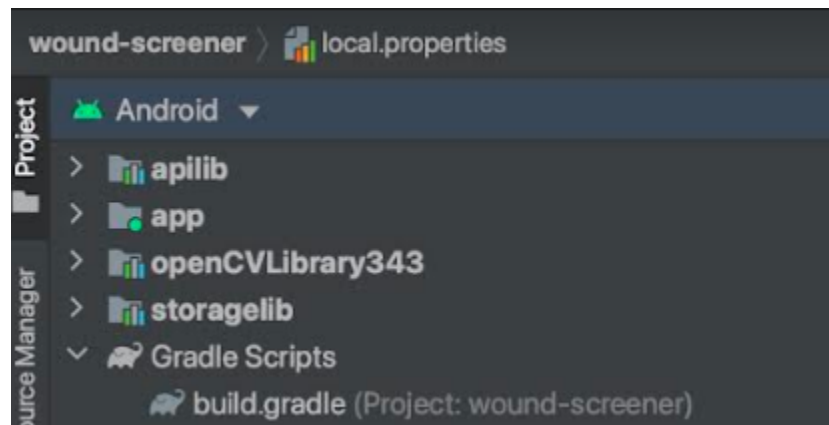 wound-screener 〉 local.properties
Project
Android
apilib
app
openCVLibrary343
storagelib
Manager
Gradle Scripts
build.gradle (Project: wound-screener)